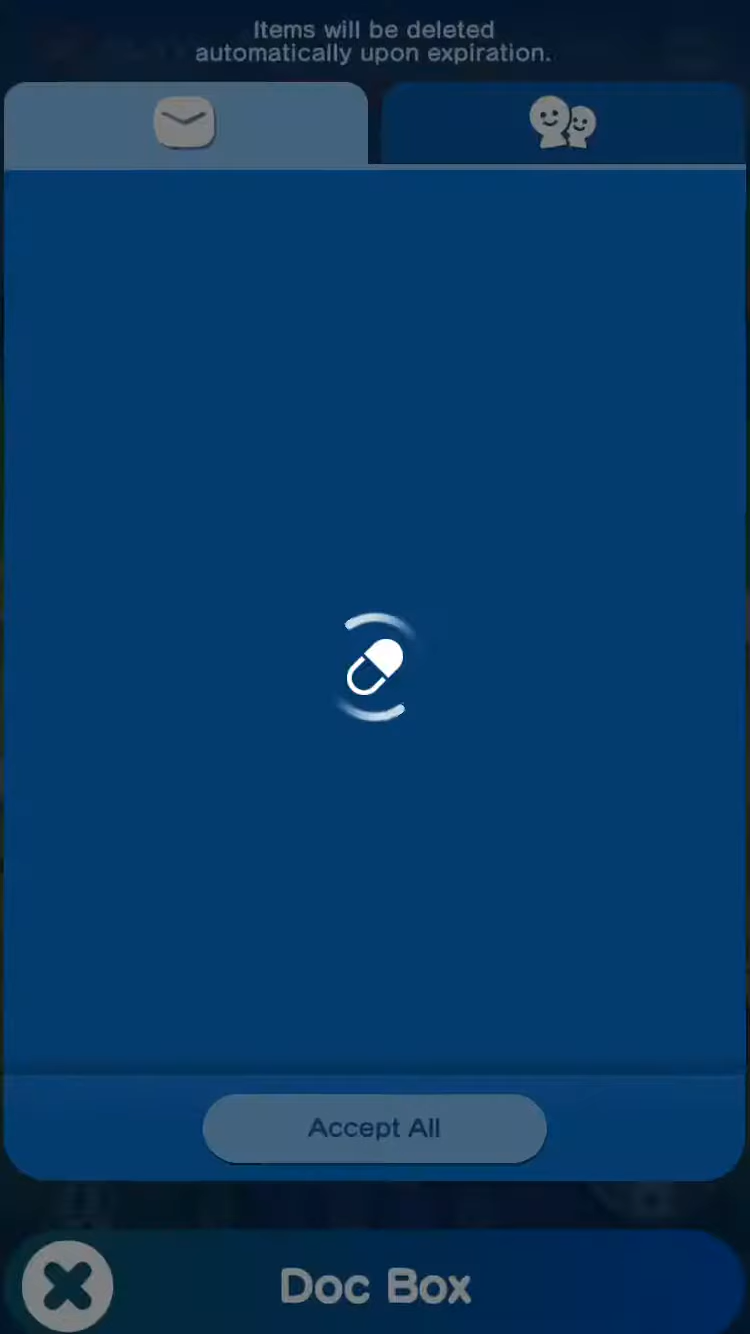 Items will be deleted
automatically upon expiration.
Accept All
Doc Box